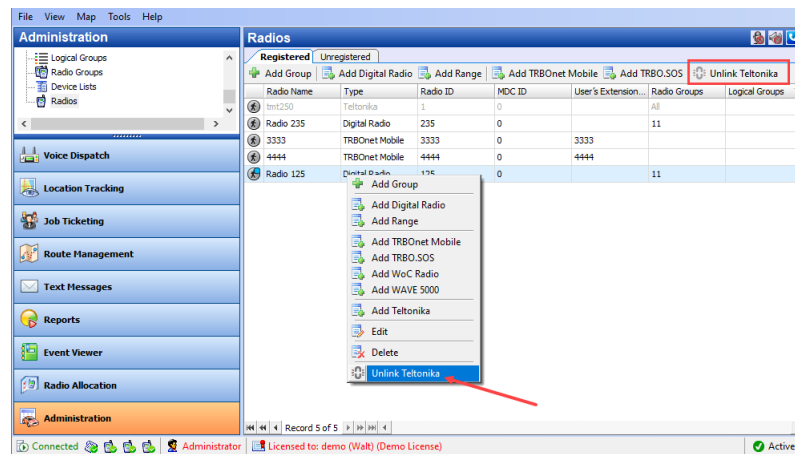 File View Map Tools Help
Administration
Logical Groups
Radio Groups
Device Lists
Radios
Voice Dispatch
Location Tracking
Job Ticketing
Route Management
Text Messages
Reports
Event Viewer
Radio Allocation
Administration
Radios
Registered Unregistered
Add Group Add Digital Radio Add Range Add TRBOnet Mobile Add TRBO.SOS Unlink Teltonika
Radio Name Type Radio ID MDC ID User's Extension... Radio Groups Logical Groups
tmt250 Teltonika 1 0 All
Radio 235 Digital Radio 235 0 11
3333 TRBOnet Mobile 3333 0 3333
4444 TRBOnet Mobile 4444 0 4444
Radio 125 Digital Radio 125 0 11
Add Group
Add Digital Radio
Add Range
Add TRBOnet Mobile
Add TRBO.SOS
Add WoC Radio
Add WAVE 5000
Add Teltonika
Edit
Delete
Unlink Teltonika
Record 5 of 5
Connected Administrator Licensed to: demo (Walt) (Demo License) Active